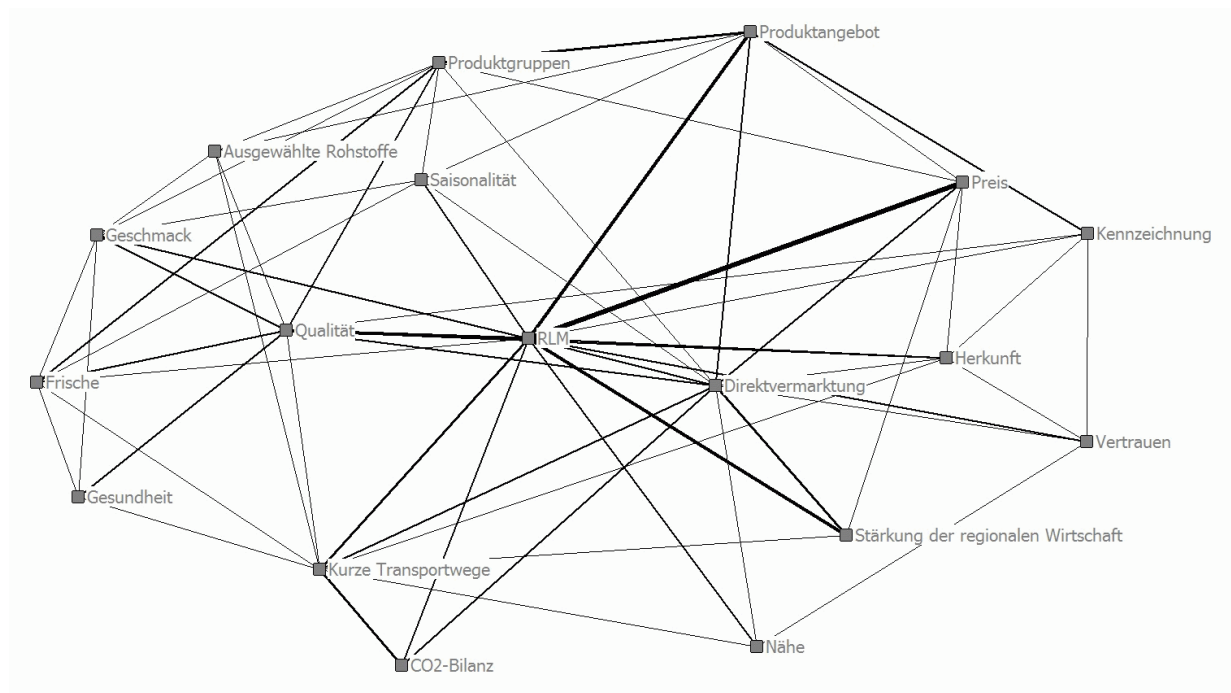 Produktangebot
Produktgruppen
Ausgewählte Rohstoffe
Saisonalität
Preis
Geschmack
Kennzeichnung
Qualität
RLM
Herkunft
Frische
Direktvermarktung
Vertrauen
Gesundheit
Stärkung der regionalen Wirtschaft
Kurze Transportwege
Nähe
CO2-Bilanz